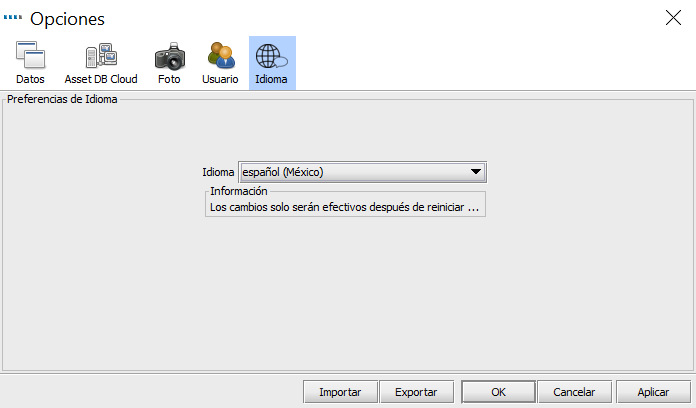 Opciones
Datos
Asset DB Cloud
Foto
Usuario
Idioma
Preferencias de Idioma
Idioma
español (México)
Información
Los cambios solo serán efectivos después de reiniciar ...
Importar
Exportar
OK
Cancelar
Aplicar